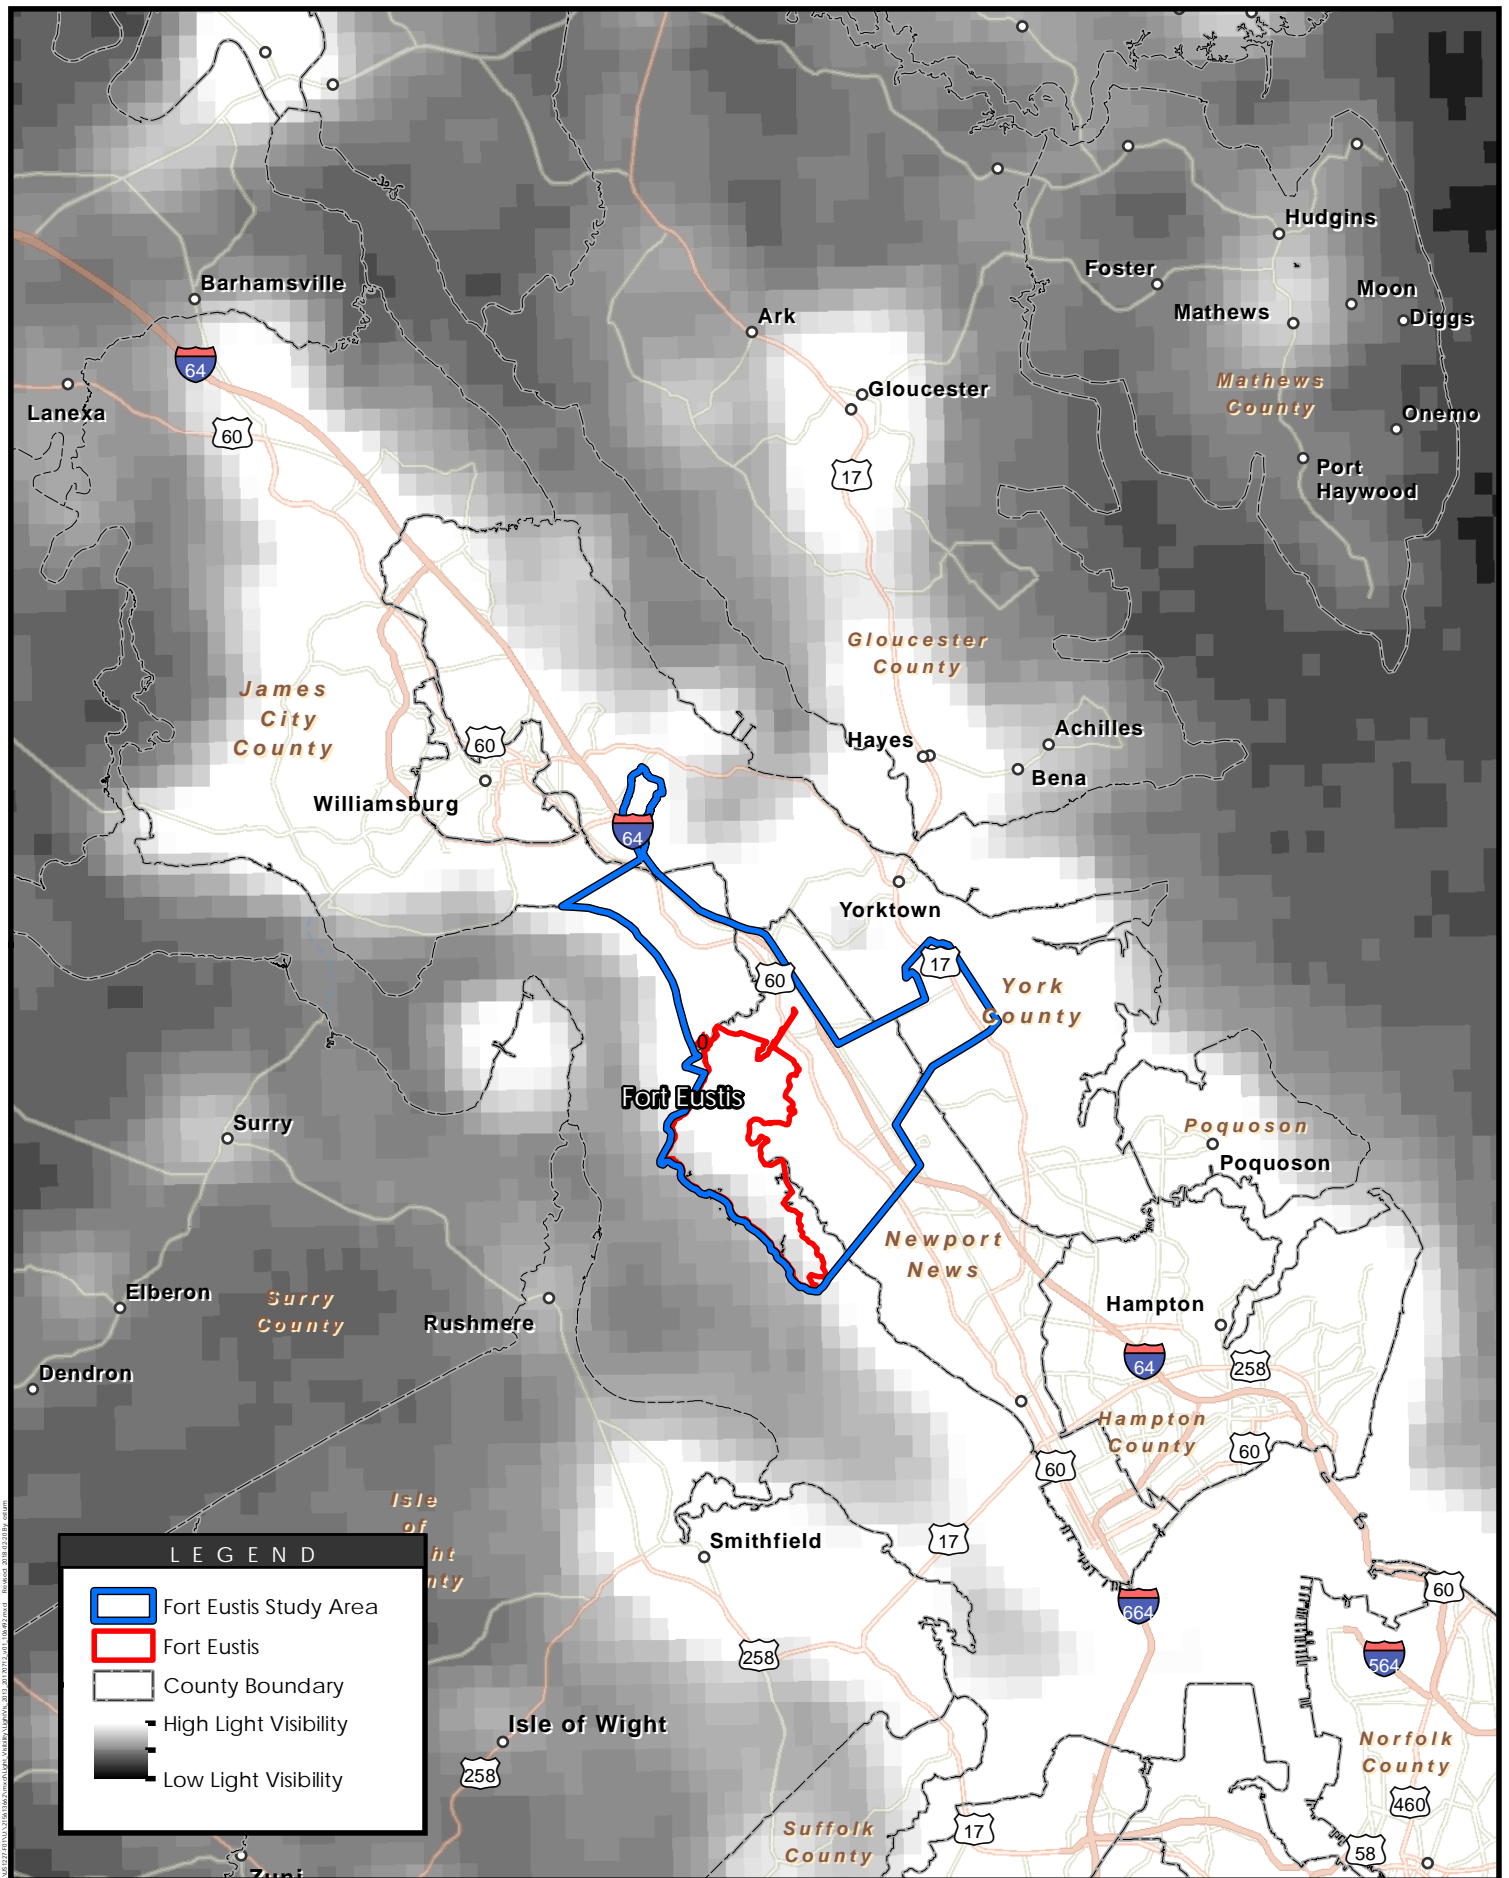 Hudgins
Foster
Barhamsville
Moon
Mathews
Diggs
Ark
64
Mathews
County
Gloucester
Lanexa
Onemo
60
17
Port
Haywood
Gloucester
County
James
City
County
Achilles
60
Hayes
Bena
Williamsburg
64
Yorktown
17
60
York
County
0
Fort Eustis
Surry
Poquoson
Poquoson
Newport
News
Elberon
Surry
County
Hampton
Rushmere
64
258
Dendron
Hampton
County
60
60
Isle
of
ht
nty
17
Smithfield
LEGEND
Fort Eustis Study Area
Fort Eustis
County Boundary
High Light Visibility
Low Light Visibility
60
664
258
564
Isle of Wight
Norfolk
County
258
460
Suffolk
County
17
58
Zuni